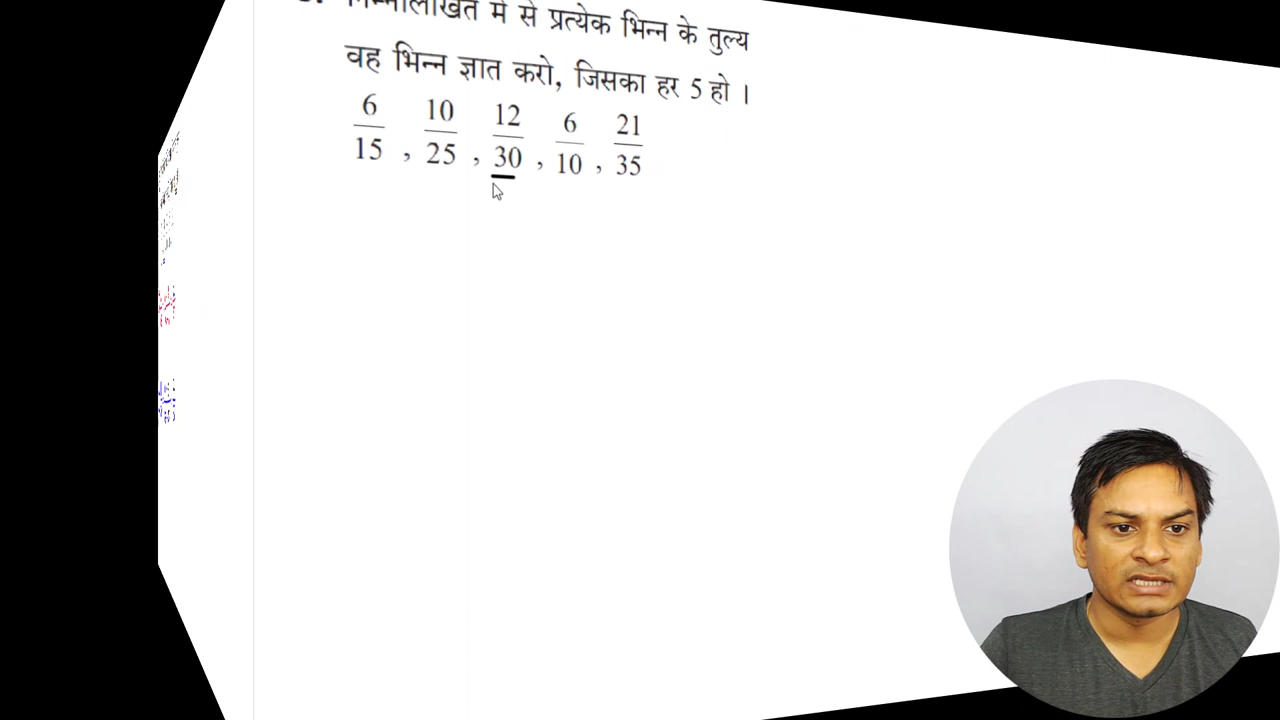 निम्नलिखित में से प्रत्येक भिन्न के तुल्य
वह भिन्न ज्ञात करो, जिसका हर 5 हो ।
6/15 , 10/25 , 12/30 , 6/10 , 21/35